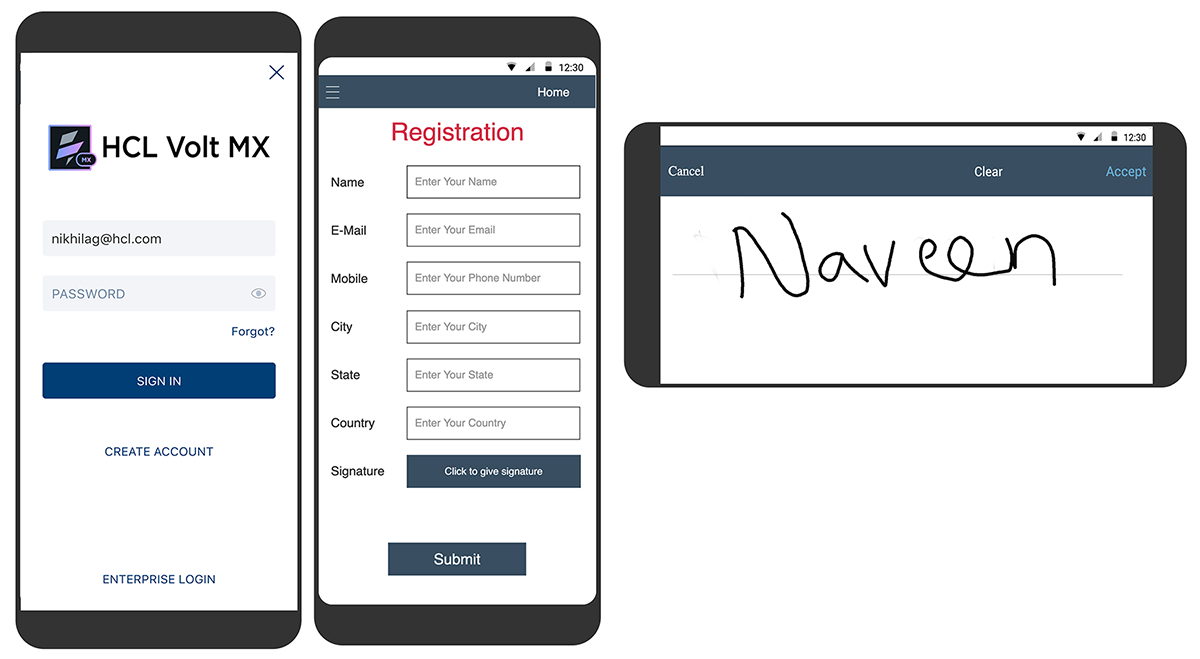 HCL Volt MX
MX
nikhilag@hcl.com
PASSWORD
Forgot?
SIGN IN
CREATE ACCOUNT
ENTERPRISE LOGIN
12:30
Home
Registration
Name Enter Your Name
E-Mail Enter Your Email
Mobile Enter Your Phone Number
City Enter Your City
State Enter Your State
Country Enter Your Country
Signature Click to give signature
Submit
12:30
Cancel Clear Accept
Naveen